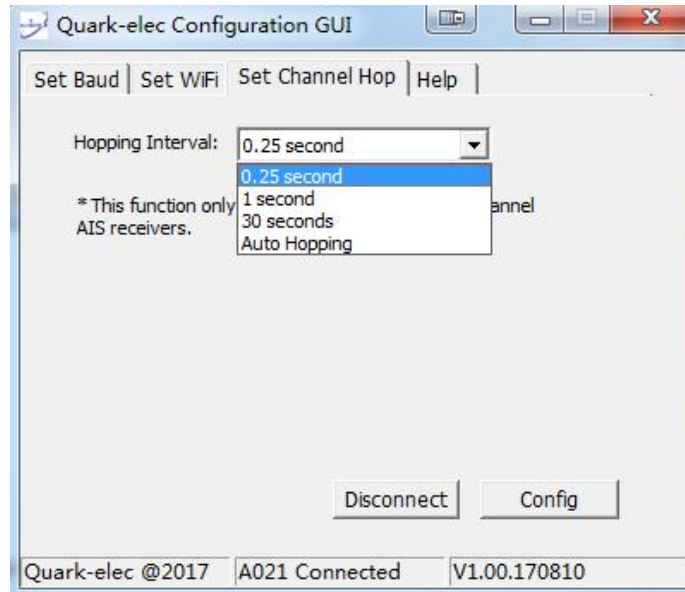 Quark-elec Configuration GUI
Set Baud Set WiFi Set Channel Hop Help
Hopping Interval: 0.25 second
0.25 second
* This function only 1 second annel
AIS receivers. 30 seconds
Auto Hopping
Disconnect Config
Quark-elec @2017 A021 Connected V1.00.170810